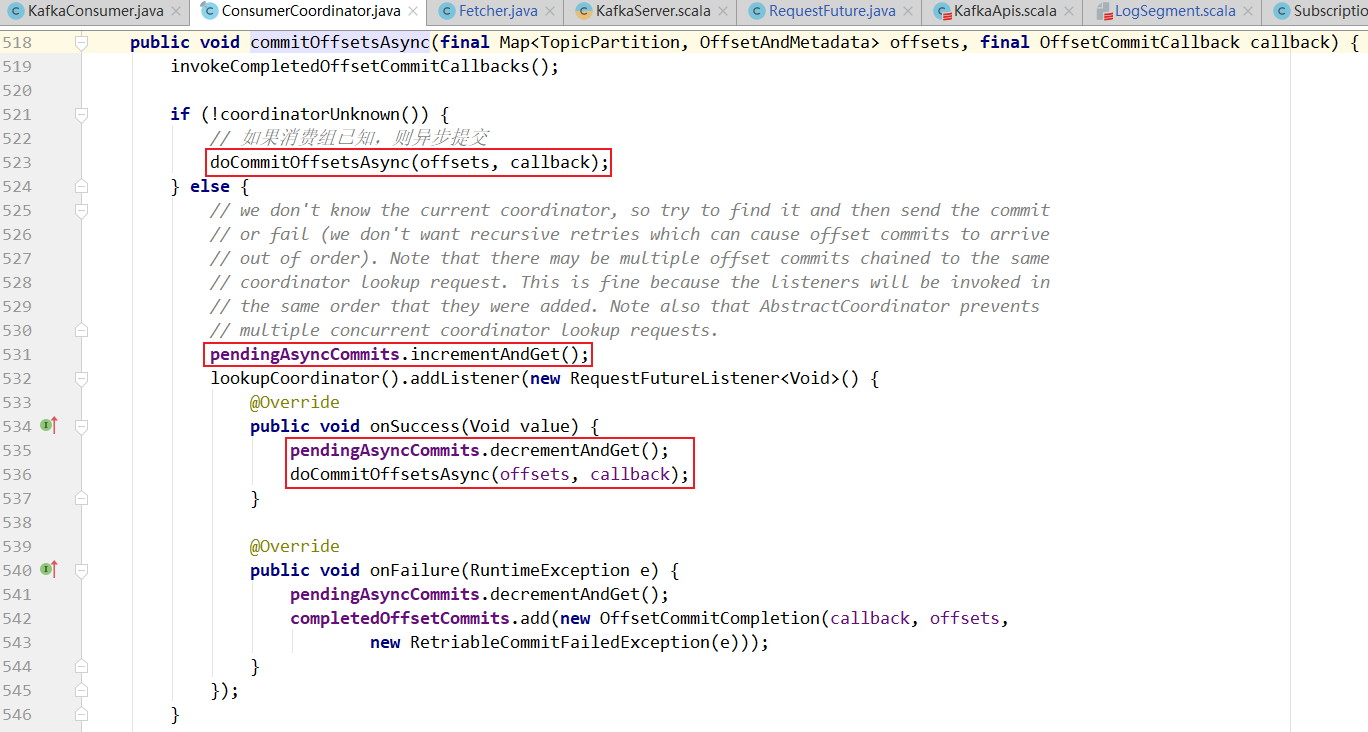 KafkaConsumer.java × ConsumerCoordinator.java × Fetcher.java × KafkaServer.scala × RequestFuture.java × KafkaApis.scala × LogSegment.scala × Subscriptio
518 public void commitOffsetsAsync(final Map<TopicPartition, OffsetAndMetadata> offsets, final OffsetCommitCallback callback) {
519 invokeCompletedOffsetCommitCallbacks();
520
521 if (!coordinatorUnknown()) {
522 // 如果消费组已知，则异步提交
523 doCommitOffsetsAsync(offsets, callback);
524 } else {
525 // we don't know the current coordinator, so try to find it and then send the commit
526 // or fail (we don't want recursive retries which can cause offset commits to arrive
527 // out of order). Note that there may be multiple offset commits chained to the same
528 // coordinator lookup request. This is fine because the listeners will be invoked in
529 // the same order that they were added. Note also that AbstractCoordinator prevents
530 // multiple concurrent coordinator lookup requests.
531 pendingAsyncCommits.incrementAndGet();
532 lookupCoordinator().addListener(new RequestFutureListener<Void>() {
533 @Override
534 public void onSuccess(Void value) {
535 pendingAsyncCommits.decrementAndGet();
536 doCommitOffsetsAsync(offsets, callback);
537 }
538
539 @Override
540 public void onFailure(RuntimeException e) {
541 pendingAsyncCommits.decrementAndGet();
542 completedOffsetCommits.add(new OffsetCommitCompletion(callback, offsets,
543 new RetriableCommitFailedException(e)));
544 }
545 });
546 }